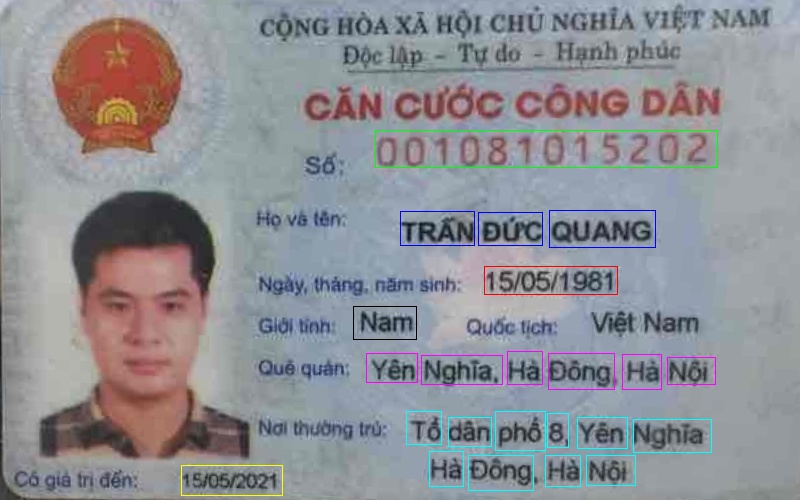 CỘNG HÒA XÃ HỘI CHỦ NGHĨA VIỆT NAM
Độc lập - Tự do - Hạnh phúc
CĂN CƯỚC CÔNG DÂN
Số: 001081015202
Họ và tên: TRẦN ĐỨC QUANG
Ngày, tháng, năm sinh: 15/05/1981
Giới tính: Nam Quốc tịch: Việt Nam
Quê quán: Yên Nghĩa, Hà Đông, Hà Nội
Nơi thường trú: Tổ dân phố 8, Yên Nghĩa
Hà Đông, Hà Nội
Có giá trị đến: 15/05/2021